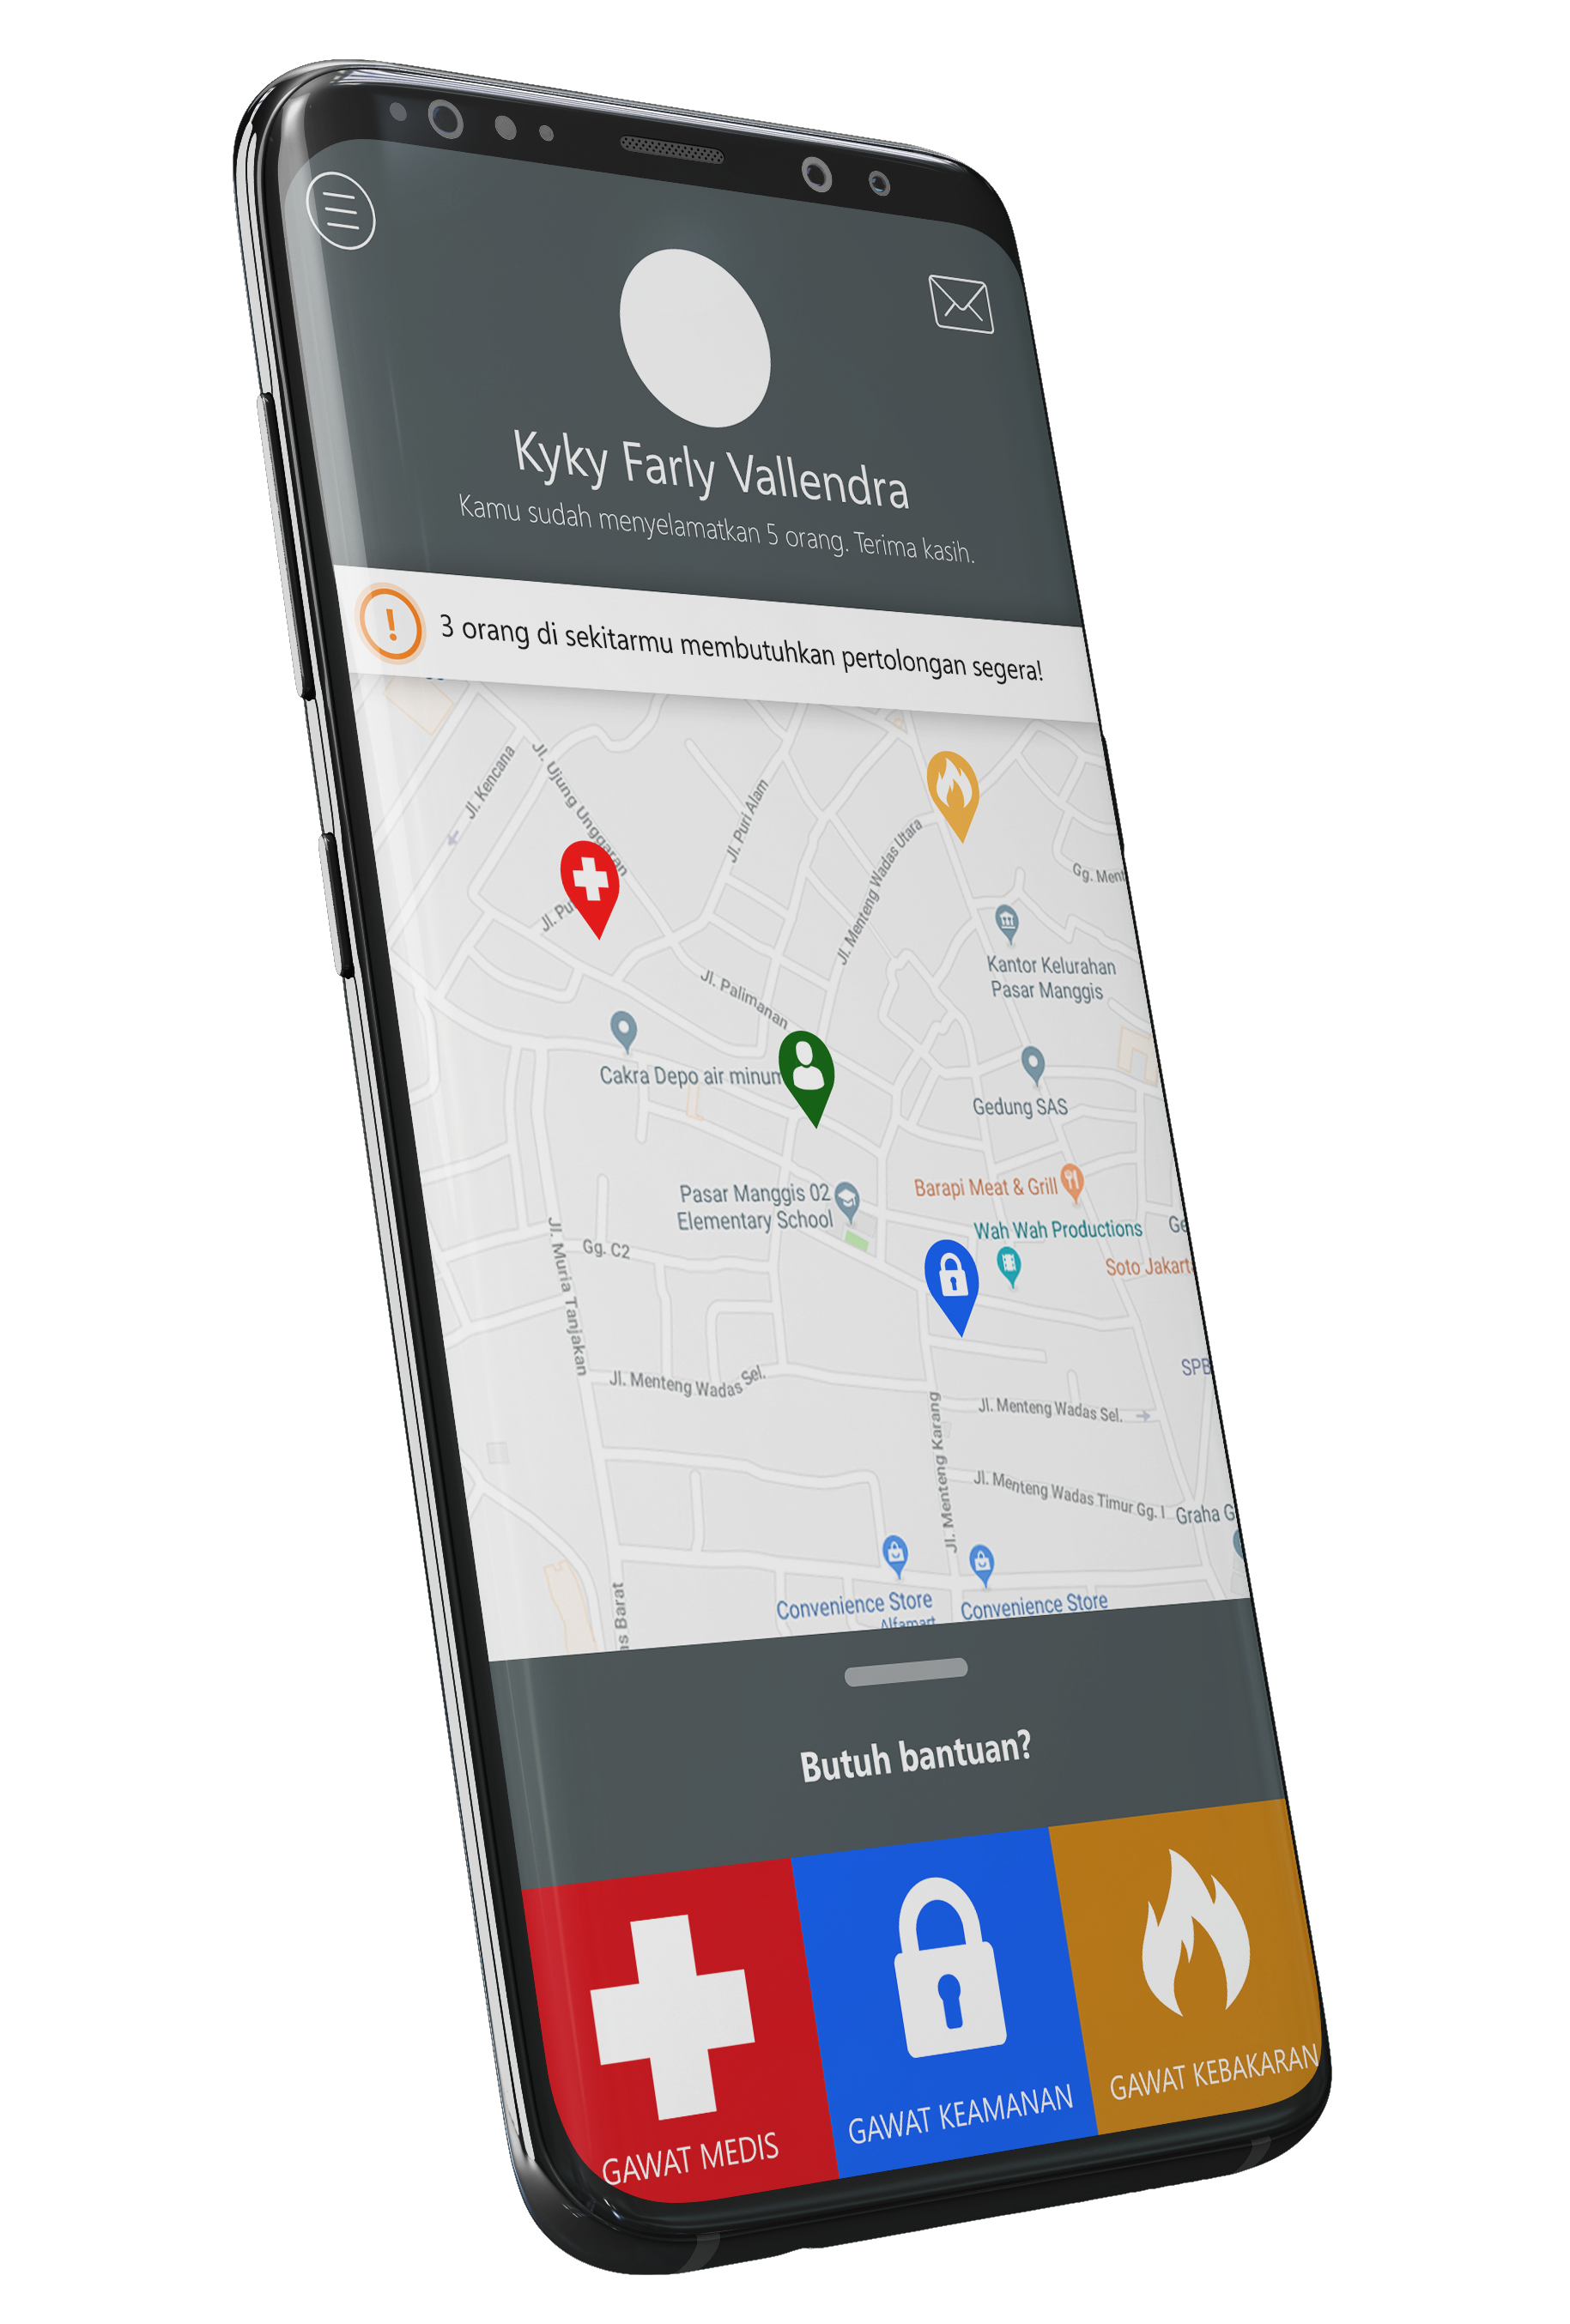 Kyky Farly Vallendra
Kamu sudah menyelamatkan 5 orang. Terima kasih.
3 orang di sekitarmu membutuhkan pertolongan segera!
Jl. Kencana
Jl. Ujung Unggaran
Jl. Puri Alam
Jl. Menteng Wadas Utara
Gg. Ment
Jl. Pu
Kantor Kelurahan
Pasar Manggis
Jl. Palimanan
Cakra Depo air minum
Gedung SAS
Pasar Manggis 02
Elementary School
Barapi Meat & Grill
Wah Wah Productions
Ge
Soto Jakarta
Gg. C2
Jl. Muria Tanjakan
SPB
Jl. Menteng Wadas Sel.
Jl. Menteng Wadas Sel.
Jl. Menteng Karang
Jl. Menteng Wadas Timur Gg. I
Graha G
Convenience Store
Alfamart
Convenience Store
as Barat
Butuh bantuan?
GAWAT MEDIS
GAWAT KEAMANAN
GAWAT KEBAKARAN